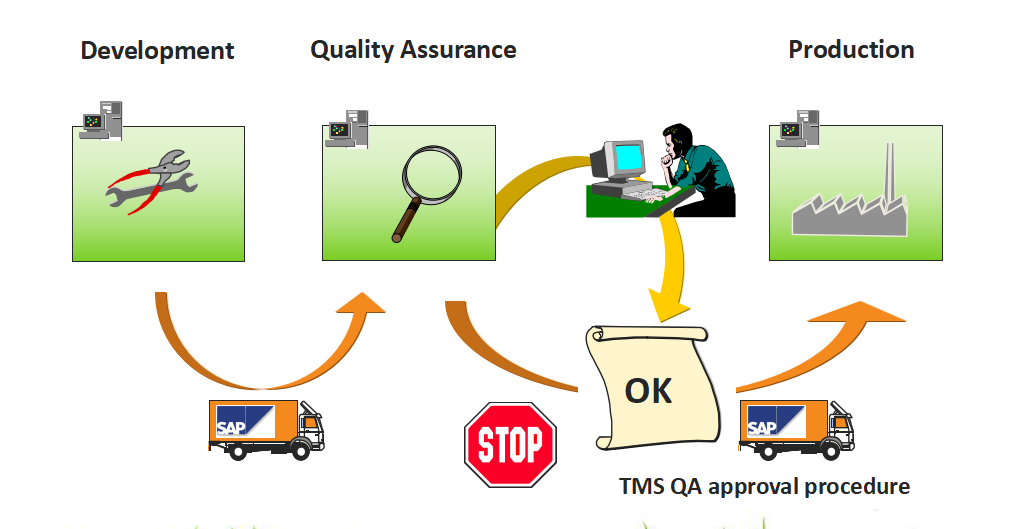 Development
Quality Assurance
Production
OK
SAP
STOP
SAP
TMS QA approval procedure